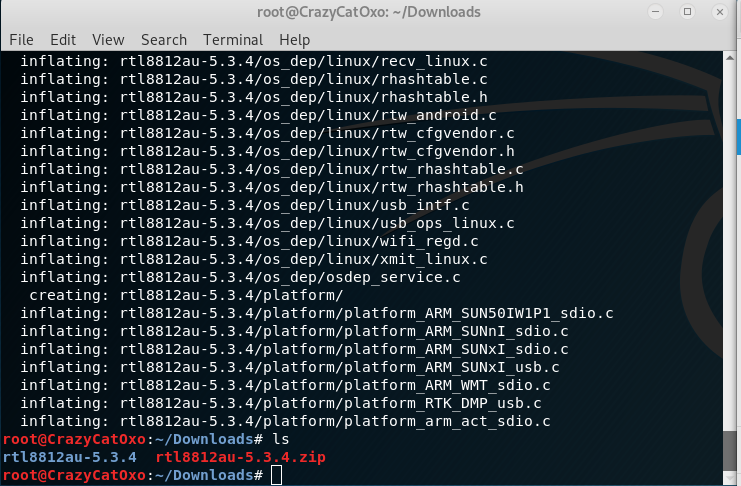 root@CrazyCatOxo: ~/Downloads
File Edit View Search Terminal Help
inflating: rtl8812au-5.3.4/os_dep/linux/recv_linux.c
inflating: rtl8812au-5.3.4/os_dep/linux/rhashtable.c
inflating: rtl8812au-5.3.4/os_dep/linux/rhashtable.h
inflating: rtl8812au-5.3.4/os_dep/linux/rtw_android.c
inflating: rtl8812au-5.3.4/os_dep/linux/rtw_cfgvendor.c
inflating: rtl8812au-5.3.4/os_dep/linux/rtw_cfgvendor.h
inflating: rtl8812au-5.3.4/os_dep/linux/rtw_rhashtable.c
inflating: rtl8812au-5.3.4/os_dep/linux/rtw_rhashtable.h
inflating: rtl8812au-5.3.4/os_dep/linux/usb_intf.c
inflating: rtl8812au-5.3.4/os_dep/linux/usb_ops_linux.c
inflating: rtl8812au-5.3.4/os_dep/linux/wifi_regd.c
inflating: rtl8812au-5.3.4/os_dep/linux/xmit_linux.c
inflating: rtl8812au-5.3.4/os_dep/osdep_service.c
creating: rtl8812au-5.3.4/platform/
inflating: rtl8812au-5.3.4/platform/platform_ARM_SUN50IW1P1_sdio.c
inflating: rtl8812au-5.3.4/platform/platform_ARM_SUNnI_sdio.c
inflating: rtl8812au-5.3.4/platform/platform_ARM_SUNxI_sdio.c
inflating: rtl8812au-5.3.4/platform/platform_ARM_SUNxI_usb.c
inflating: rtl8812au-5.3.4/platform/platform_ARM_WMT_sdio.c
inflating: rtl8812au-5.3.4/platform/platform_RTK_DMP_usb.c
inflating: rtl8812au-5.3.4/platform/platform_arm_act_sdio.c
root@CrazyCatOxo:~/Downloads# ls
rtl8812au-5.3.4 rtl8812au-5.3.4.zip
root@CrazyCatOxo:~/Downloads#